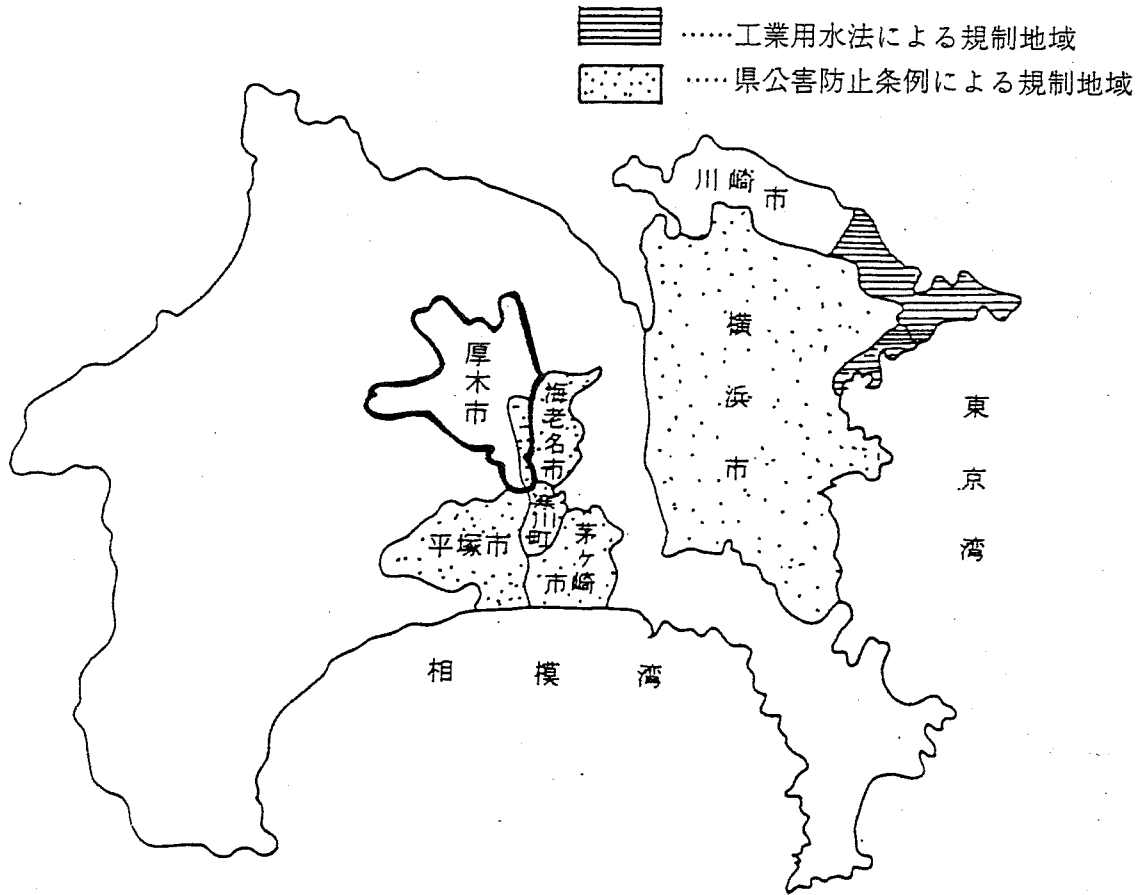 ……工業用水法による規制地域
……県公害防止条例による規制地域
川崎市
横浜市
厚木市
海老名市
寒川町
平塚市
茅ヶ崎市
東京湾
相模湾